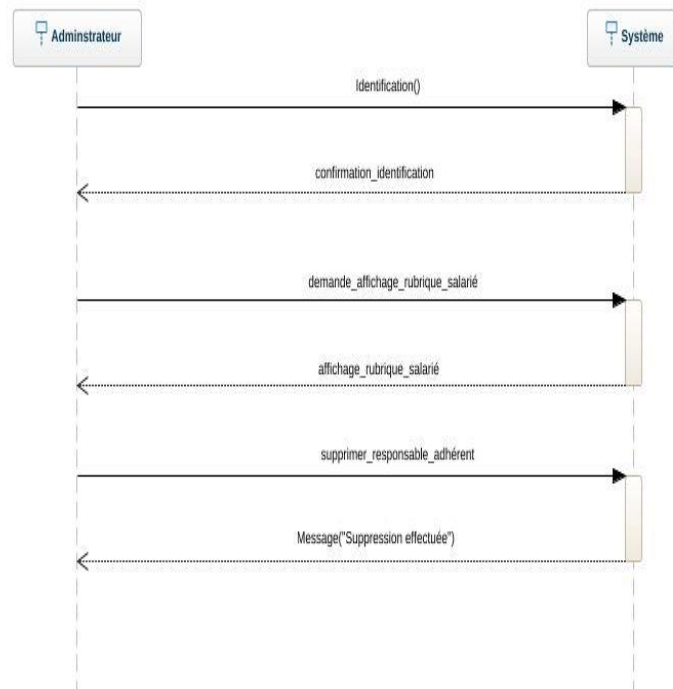 Adminstrateur
Système
Identification()
confirmation_identification
demande_affichage_rubrique_salarié
affichage_rubrique_salarié
supprimer_responsable_adhérent
Message("Suppression effectuée")